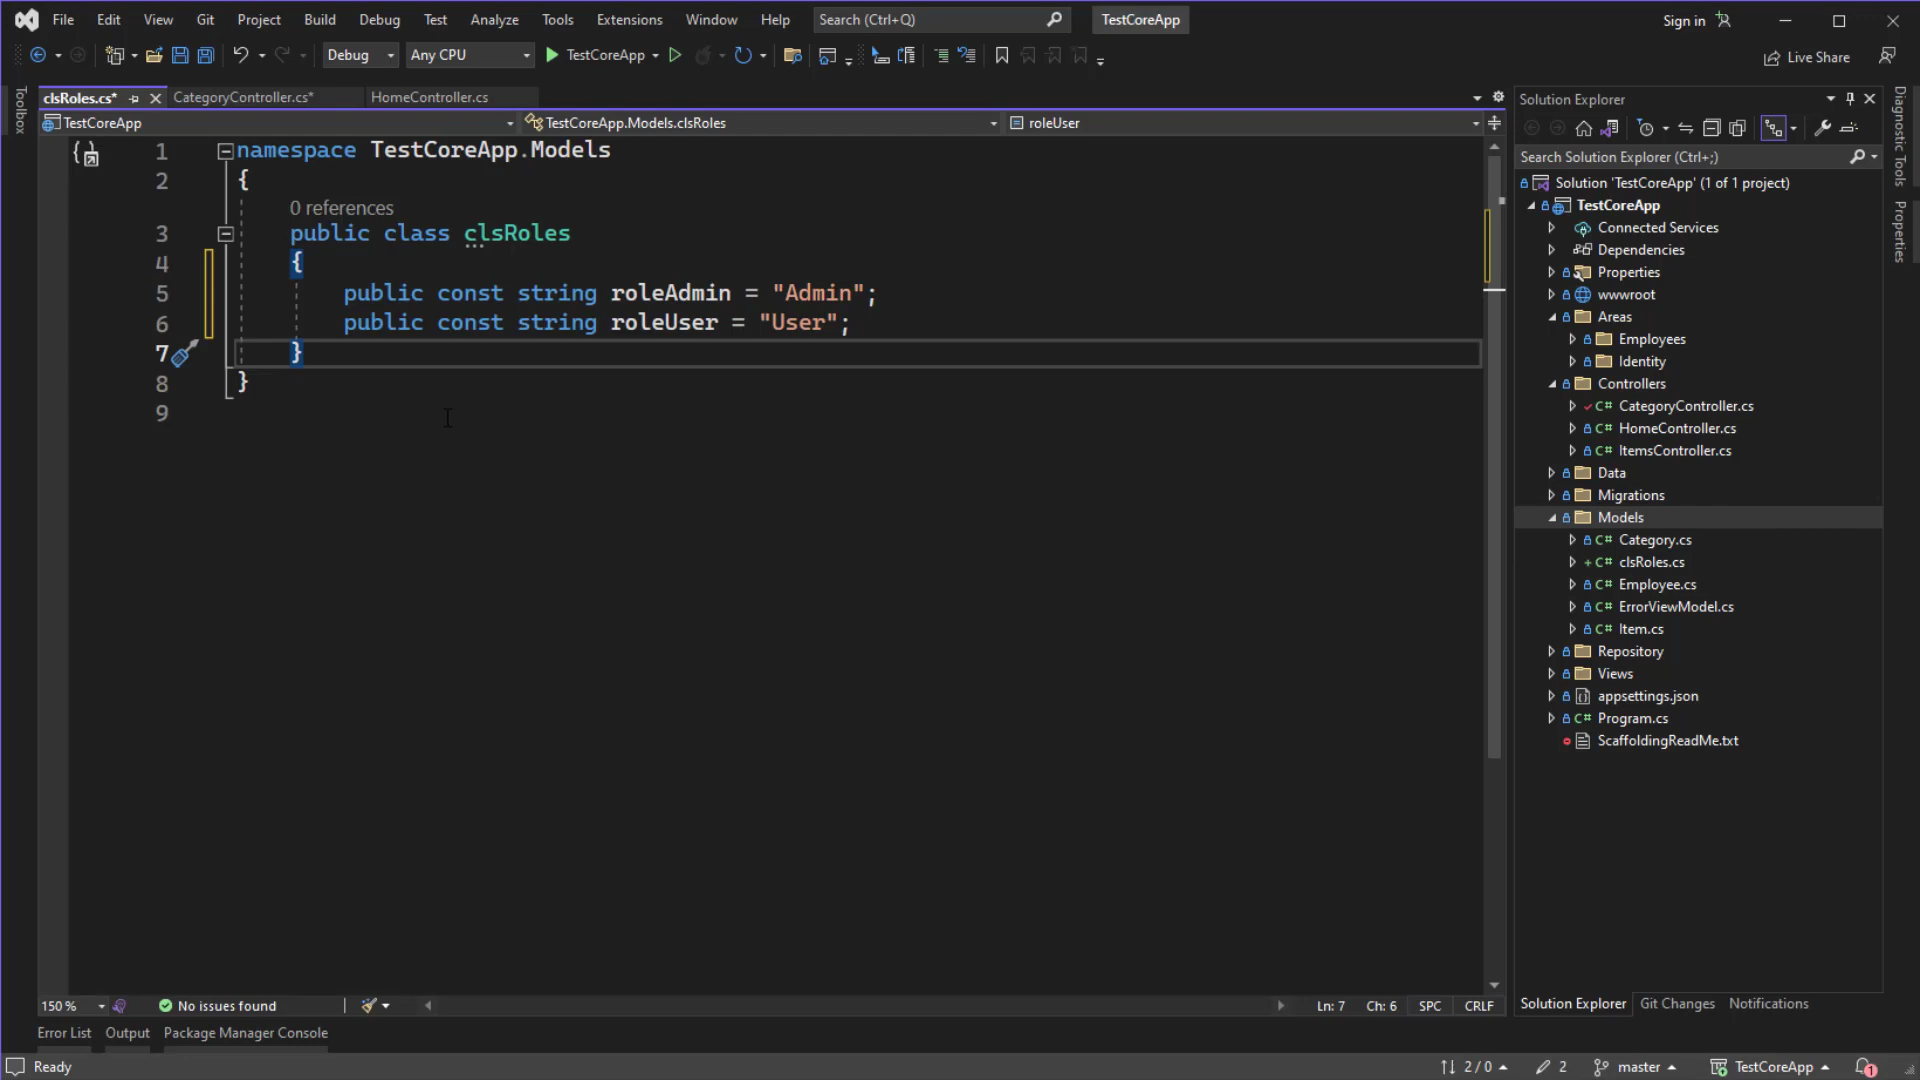 File Edit View Git Project Build Debug Test Analyze Tools Extensions Window Help Search (Ctrl+Q) TestCoreApp Sign in
Debug Any CPU TestCoreApp Live Share
Toolbox
clsRoles.cs* CategoryController.cs* HomeController.cs
TestCoreApp TestCoreApp.Models.clsRoles roleUser
1 namespace TestCoreApp.Models
2 {
0 references
3 public class clsRoles
4 {
5 public const string roleAdmin = "Admin";
6 public const string roleUser = "User";
7 }
8 }
9
150 % No issues found Ln: 7 Ch: 6 SPC CRLF
Error List Output Package Manager Console
Solution Explorer
Search Solution Explorer (Ctrl+;)
Solution 'TestCoreApp' (1 of 1 project)
TestCoreApp
Connected Services
Dependencies
Properties
wwwroot
Areas
Employees
Identity
Controllers
CategoryController.cs
HomeController.cs
ItemsController.cs
Data
Migrations
Models
Category.cs
clsRoles.cs
Employee.cs
ErrorViewModel.cs
Item.cs
Repository
Views
appsettings.json
Program.cs
ScaffoldingReadMe.txt
Solution Explorer Git Changes Notifications
Diagnostic Tools
Properties
Ready 2 / 0 2 master TestCoreApp 1